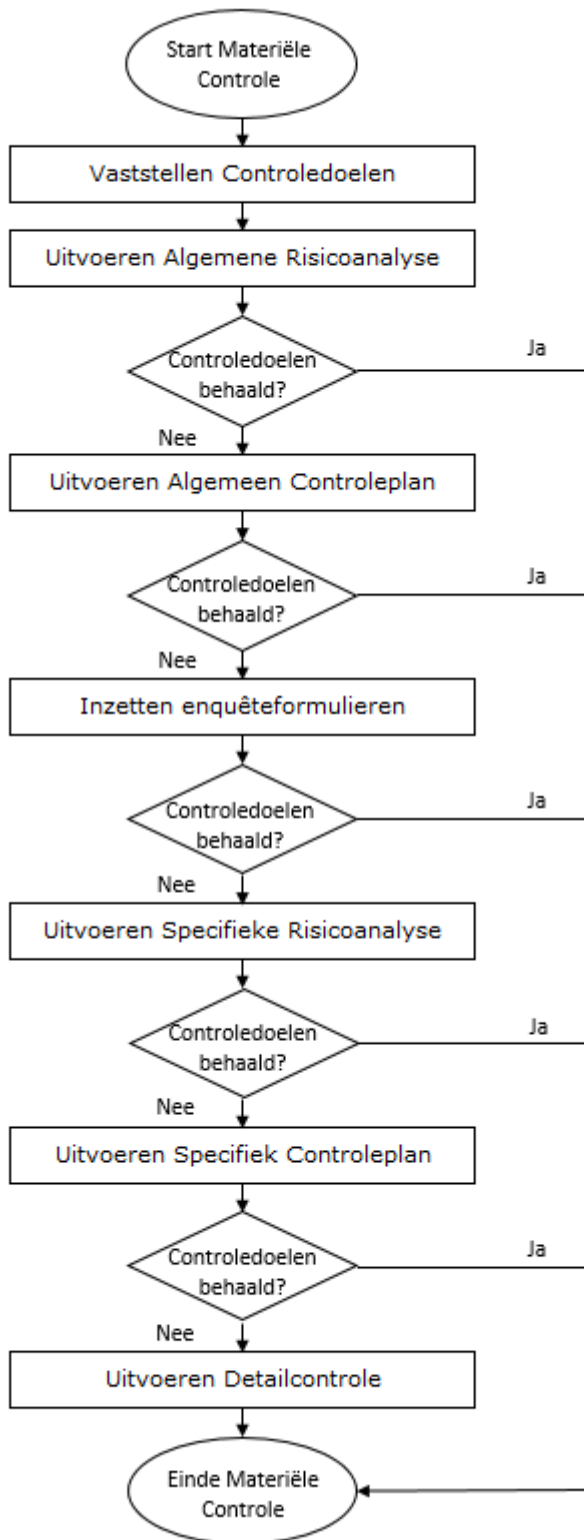 Start Materiële
Controle
Vaststellen Controledoelen
Uitvoeren Algemene Risicoanalyse
Ja
Controledoelen
behaald?
Nee
Uitvoeren Algemeen Controleplan
Ja
Controledoelen
behaald?
Nee
Inzetten enquêteformulieren
Ja
Controledoelen
behaald?
Nee
Uitvoeren Specifieke Risicoanalyse
Ja
Controledoelen
behaald?
Nee
Uitvoeren Specifiek Controleplan
Ja
Controledoelen
behaald?
Nee
Uitvoeren Detailcontrole
Einde Materiële
Controle